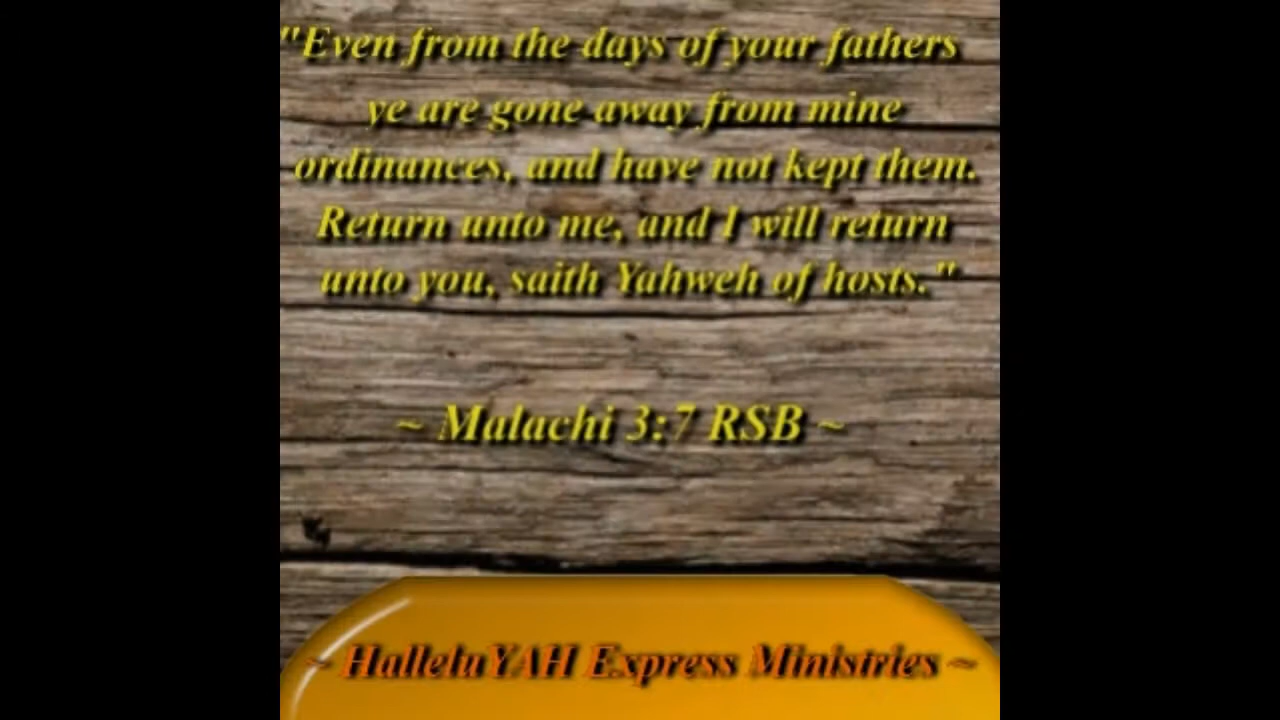 "Even from the days of your fathers
ye are gone away from mine
ordinances, and have not kept them.
Return unto me, and I will return
unto you, saith Yahweh of hosts."
~ Malachi 3:7 RSB ~
~ HalleluYAH Express Ministries ~